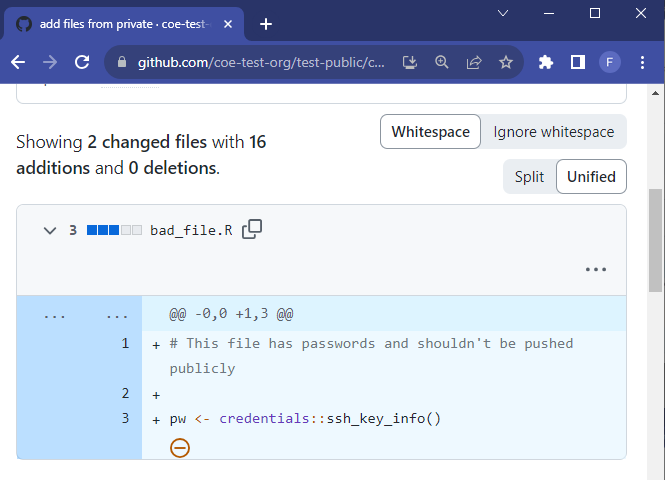 add files from private · coe-test-
github.com/coe-test-org/test-public/c...
F
Showing 2 changed files with 16
additions and 0 deletions.
Whitespace
Ignore whitespace
Split
Unified
3
bad_file.R
...
... ...
@@ -0,0 +1,3 @@
1 + # This file has passwords and shouldn't be pushed
publicly
2 +
3 + pw <- credentials::ssh_key_info()